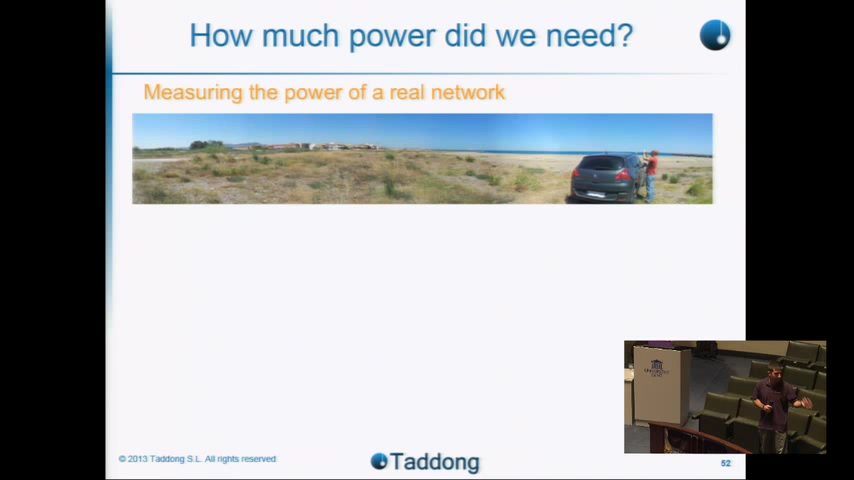 How much power did we need?
Measuring the power of a real network
© 2013 Taddong S.L. All rights reserved
Taddong
52